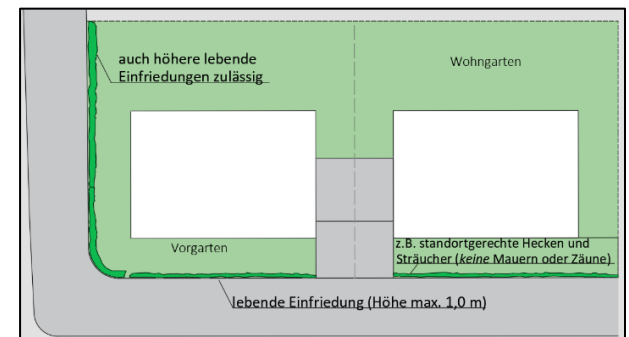 auch höhere lebende
Einfriedungen zulässig
Wohngarten
Vorgarten
z.B. standortgerechte Hecken und
Sträucher (keine Mauern oder Zäune)
lebende Einfriedung (Höhe max. 1,0 m)